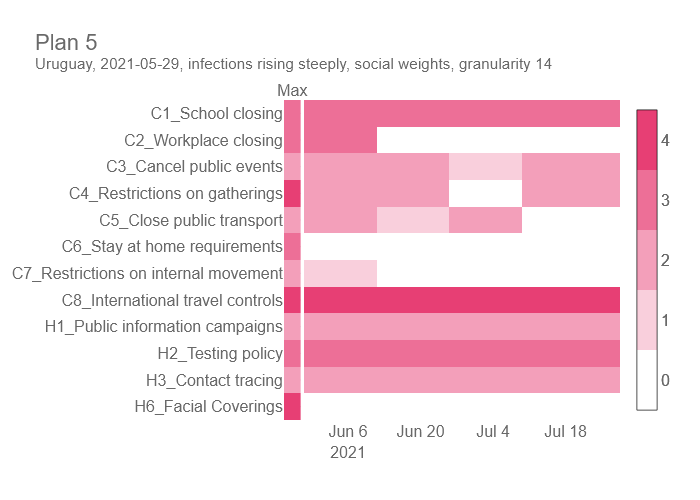 Plan 5
Uruguay, 2021-05-29, infections rising steeply, social weights, granularity 14
Max
C1_School closing
C2_Workplace closing
C3_Cancel public events
C4_Restrictions on gatherings
C5_Close public transport
C6_Stay at home requirements
C7_Restrictions on internal movement
C8_International travel controls
H1_Public information campaigns
H2_Testing policy
H3_Contact tracing
H6_Facial Coverings
4
3
2
1
0
Jun 6 Jun 20 Jul 4 Jul 18
2021